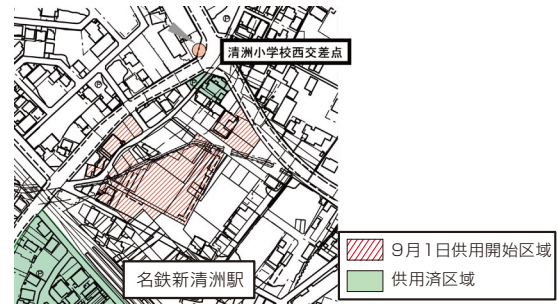 清洲小学校西交差点
名鉄新清洲駅
9月1日供用開始区域
供用済区域